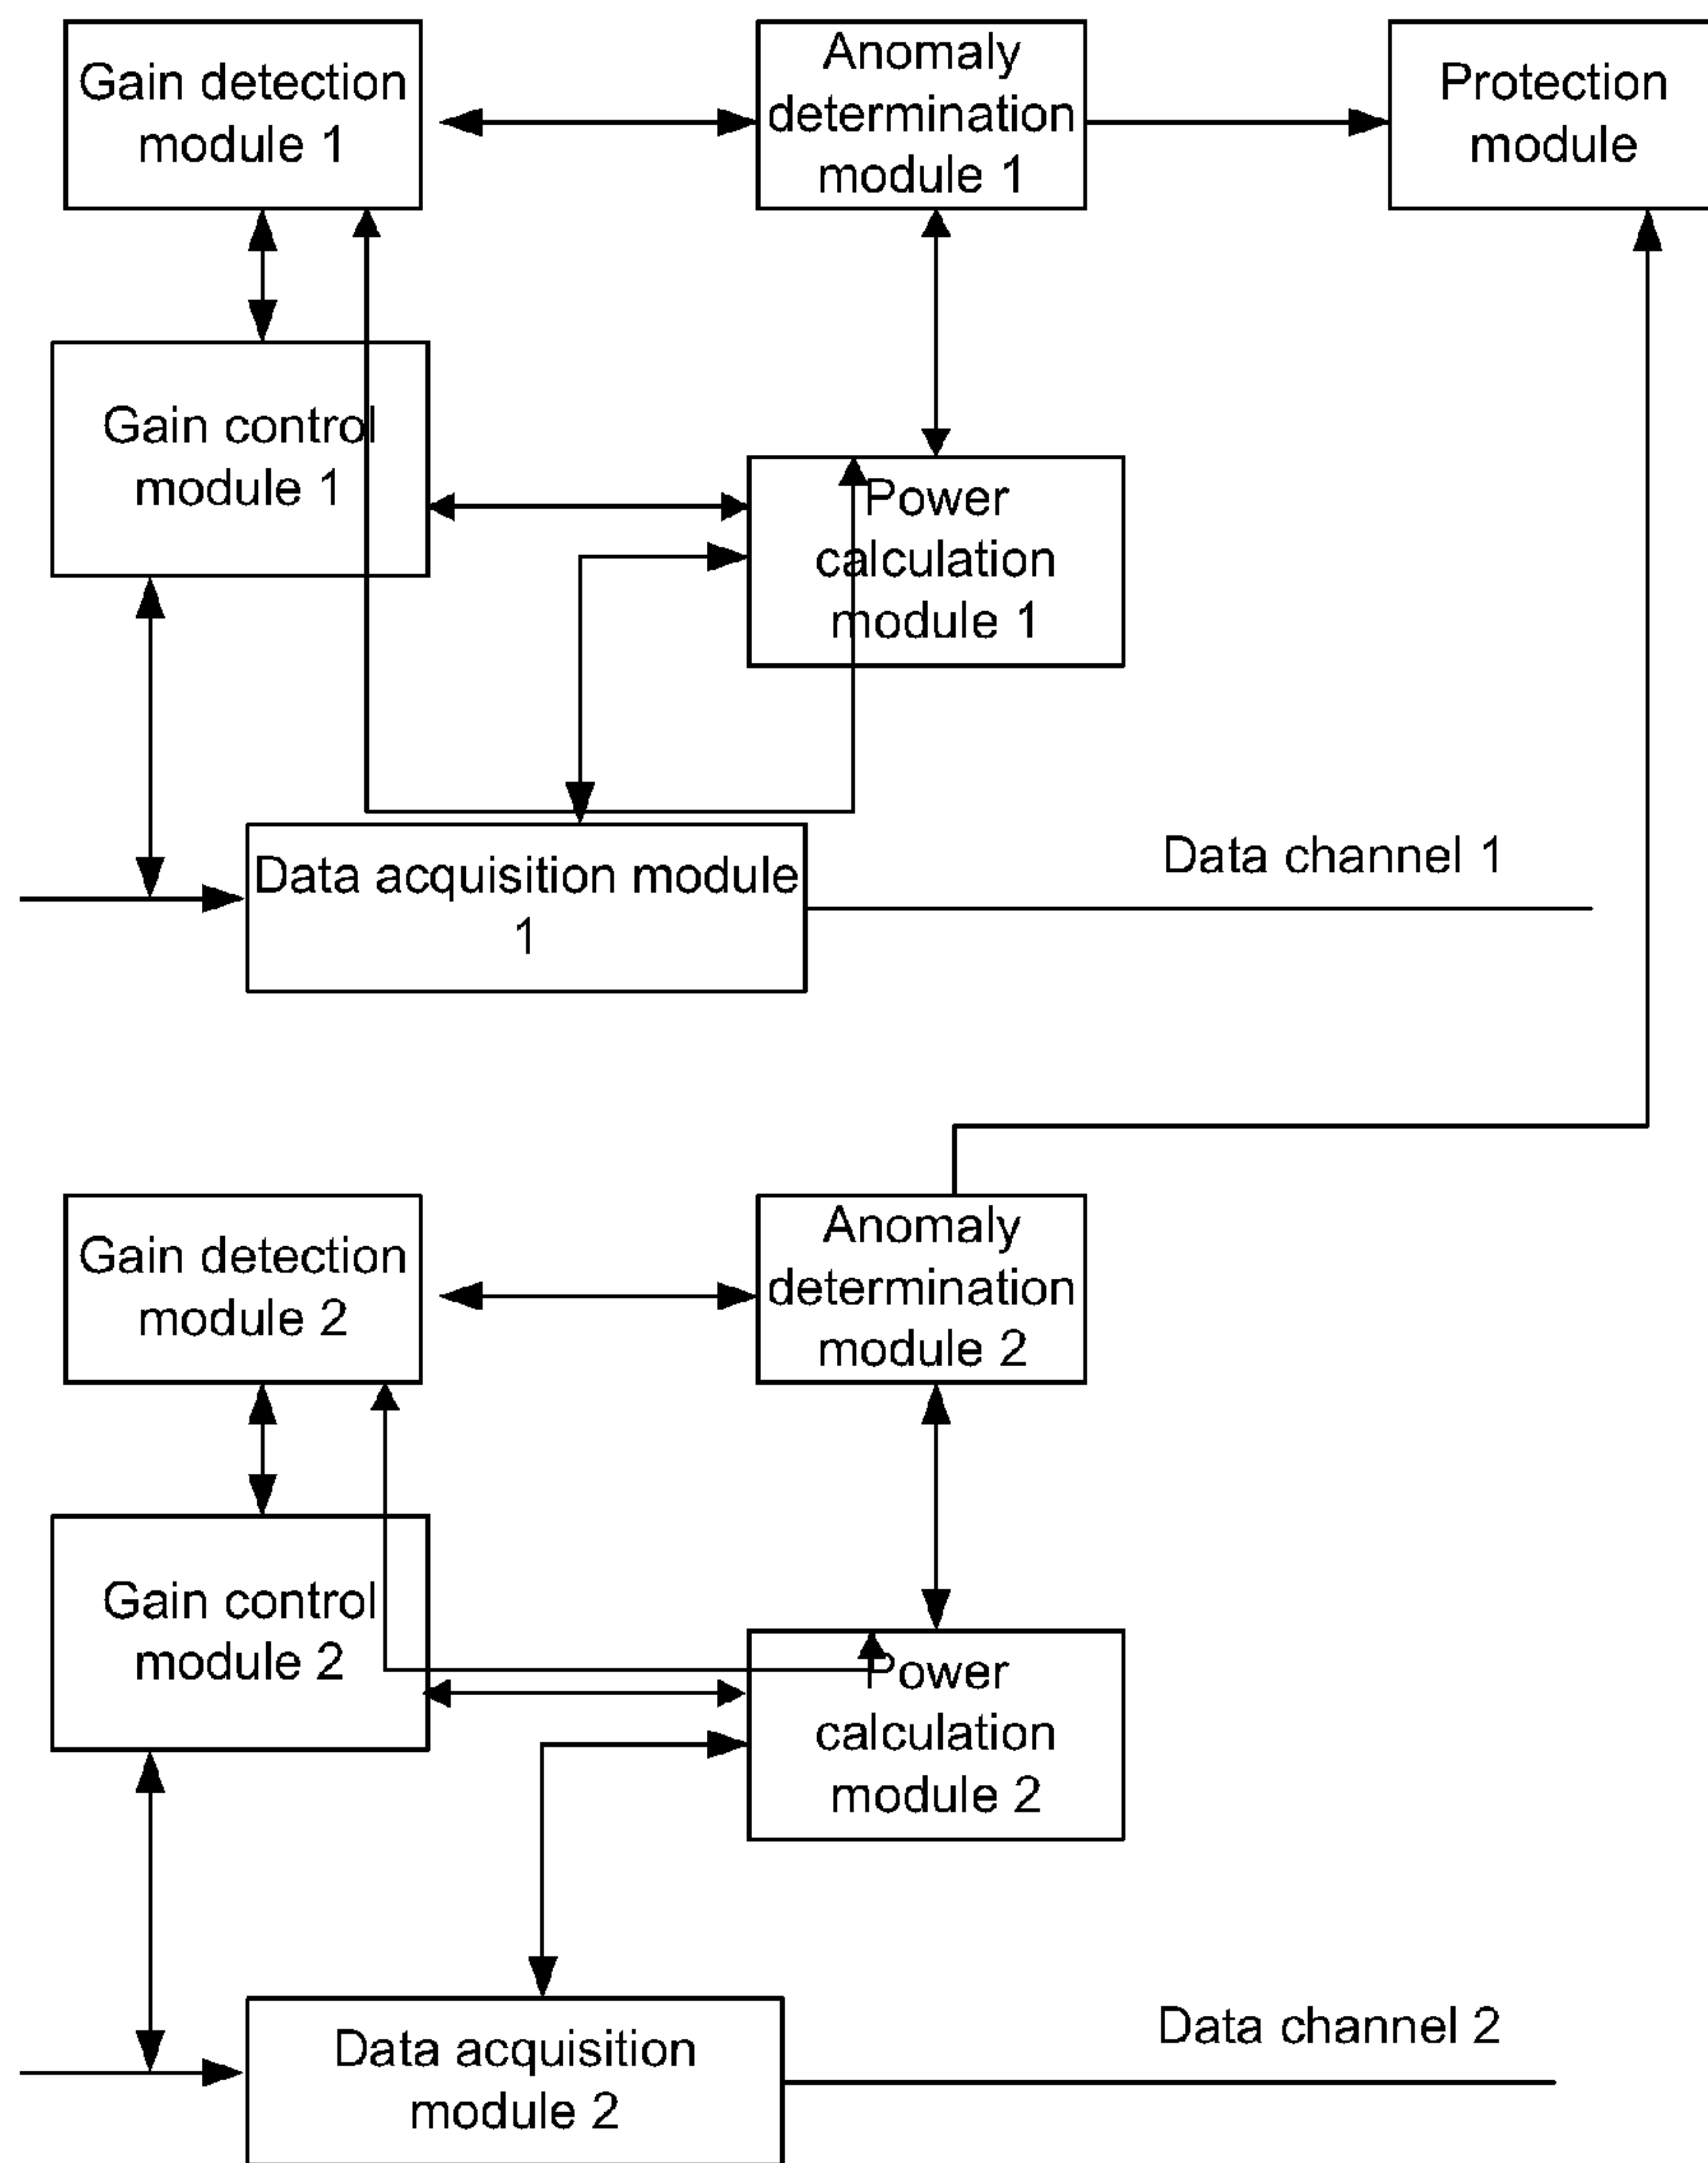 Gain detection
module 1
Anomaly
determination
module 1
Protection
module
Gain control
module 1
Power
calculation
module 1
Data acquisition module
1
Data channel 1
Gain detection
module 2
Anomaly
determination
module 2
Gain control
module 2
Power
calculation
module 2
Data acquisition
module 2
Data channel 2